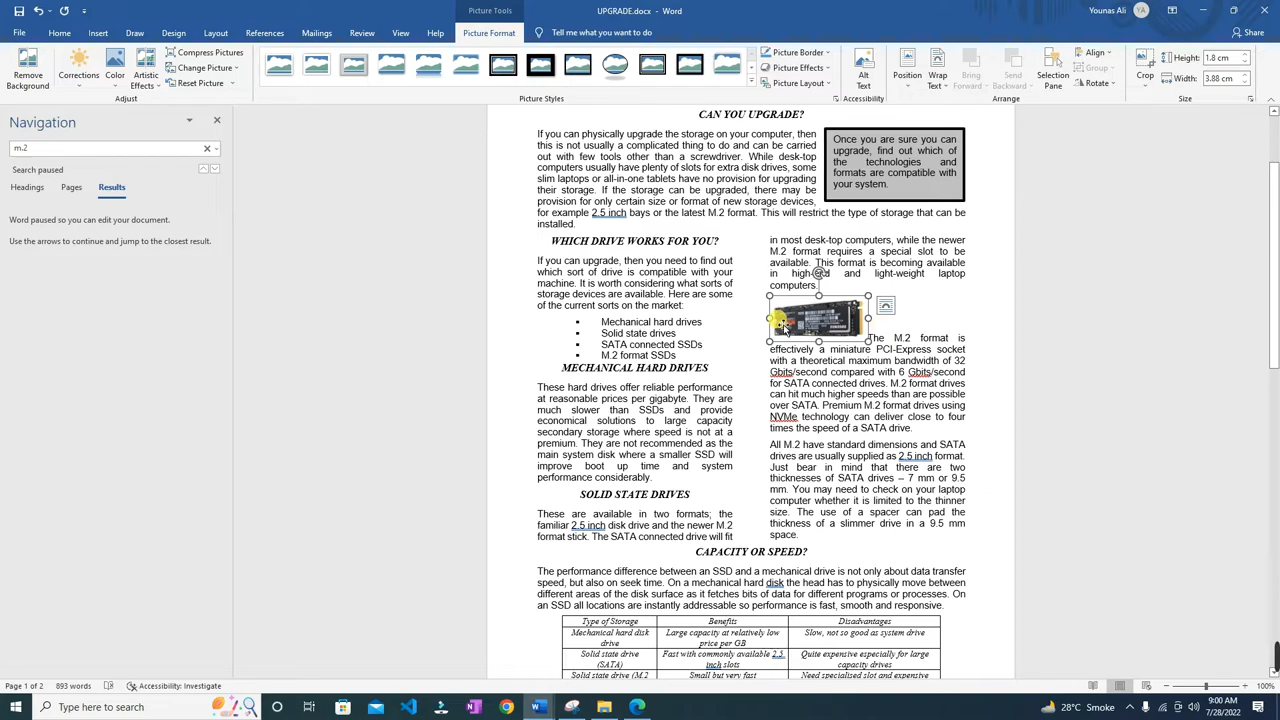 Picture Tools
UPGRADE.docx - Word
Younas Ali YA
File Home Insert Draw Design Layout References Mailings Review View Help Picture Format Tell me what you want to do Share
Remove Background
Corrections
Color
Artistic Effects
Compress Pictures
Change Picture
Reset Picture
Adjust
Picture Styles
Picture Border
Picture Effects
Picture Layout
Alt Text
Accessibility
Position
Wrap Text
Bring Forward
Send Backward
Selection Pane
Align
Group
Rotate
Arrange
Crop
Height: 1.8 cm
Width: 3.88 cm
Size
Navigation
m.2
Search paused
Headings Pages Results
Word paused so you can edit your document.
Use the arrows to continue and jump to the closest result.
CAN YOU UPGRADE?
If you can physically upgrade the storage on your computer, then
this is not usually a complicated thing to do and can be carried
out with few tools other than a screwdriver. While desk-top
computers usually have plenty of slots for extra disk drives, some
slim laptops or all-in-one tablets have no provision for upgrading
their storage. If the storage can be upgraded, there may be
provision for only certain size or format of new storage devices,
for example 2.5 inch bays or the latest M.2 format. This will restrict the type of storage that can be
installed.
Once you are sure you can
upgrade, find out which of
the technologies and
formats are compatible with
your system.
WHICH DRIVE WORKS FOR YOU?
If you can upgrade, then you need to find out
which sort of drive is compatible with your
machine. It is worth considering what sorts of
storage devices are available. Here are some
of the current sorts on the market:
▪ Mechanical hard drives
▪ Solid state drives
▪ SATA connected SSDs
▪ M.2 format SSDs
MECHANICAL HARD DRIVES
These hard drives offer reliable performance
at reasonable prices per gigabyte. They are
much slower than SSDs and provide
economical solutions to large capacity
secondary storage where speed is not at a
premium. They are not recommended as the
main system disk where a smaller SSD will
improve boot up time and system
performance considerably.
SOLID STATE DRIVES
These are available in two formats; the
familiar 2.5 inch disk drive and the newer M.2
format stick. The SATA connected drive will fit
in most desk-top computers, while the newer
M.2 format requires a special slot to be
available. This format is becoming available
in high-end and light-weight laptop
computers.
The M.2 format is
effectively a miniature PCI-Express socket
with a theoretical maximum bandwidth of 32
Gbits/second compared with 6 Gbits/second
for SATA connected drives. M.2 format drives
can hit much higher speeds than are possible
over SATA. Premium M.2 format drives using
NVMe technology can deliver close to four
times the speed of a SATA drive.
All M.2 have standard dimensions and SATA
drives are usually supplied as 2.5 inch format.
Just bear in mind that there are two
thicknesses of SATA drives – 7 mm or 9.5
mm. You may need to check on your laptop
computer whether it is limited to the thinner
size. The use of a spacer can pad the
thickness of a slimmer drive in a 9.5 mm
space.
CAPACITY OR SPEED?
The performance difference between an SSD and a mechanical drive is not only about data transfer
speed, but also on seek time. On a mechanical hard disk the head has to physically move between
different areas of the disk surface as it fetches bits of data for different programs or processes. On
an SSD all locations are instantly addressable so performance is fast, smooth and responsive.
Type of Storage Benefits Disadvantages
Mechanical hard disk drive Large capacity at relatively low price per GB Slow, not so good as system drive
Solid state drive (SATA) Fast with commonly available 2.5 inch slots Quite expensive especially for large capacity drives
Solid state drive (M.2 Small but very fast Need specialised slot and expensive
Page 1 of 2 893 words Accessibility: Investigate 100%
Type here to search
28°C Smoke
9:00 AM
7/28/2022